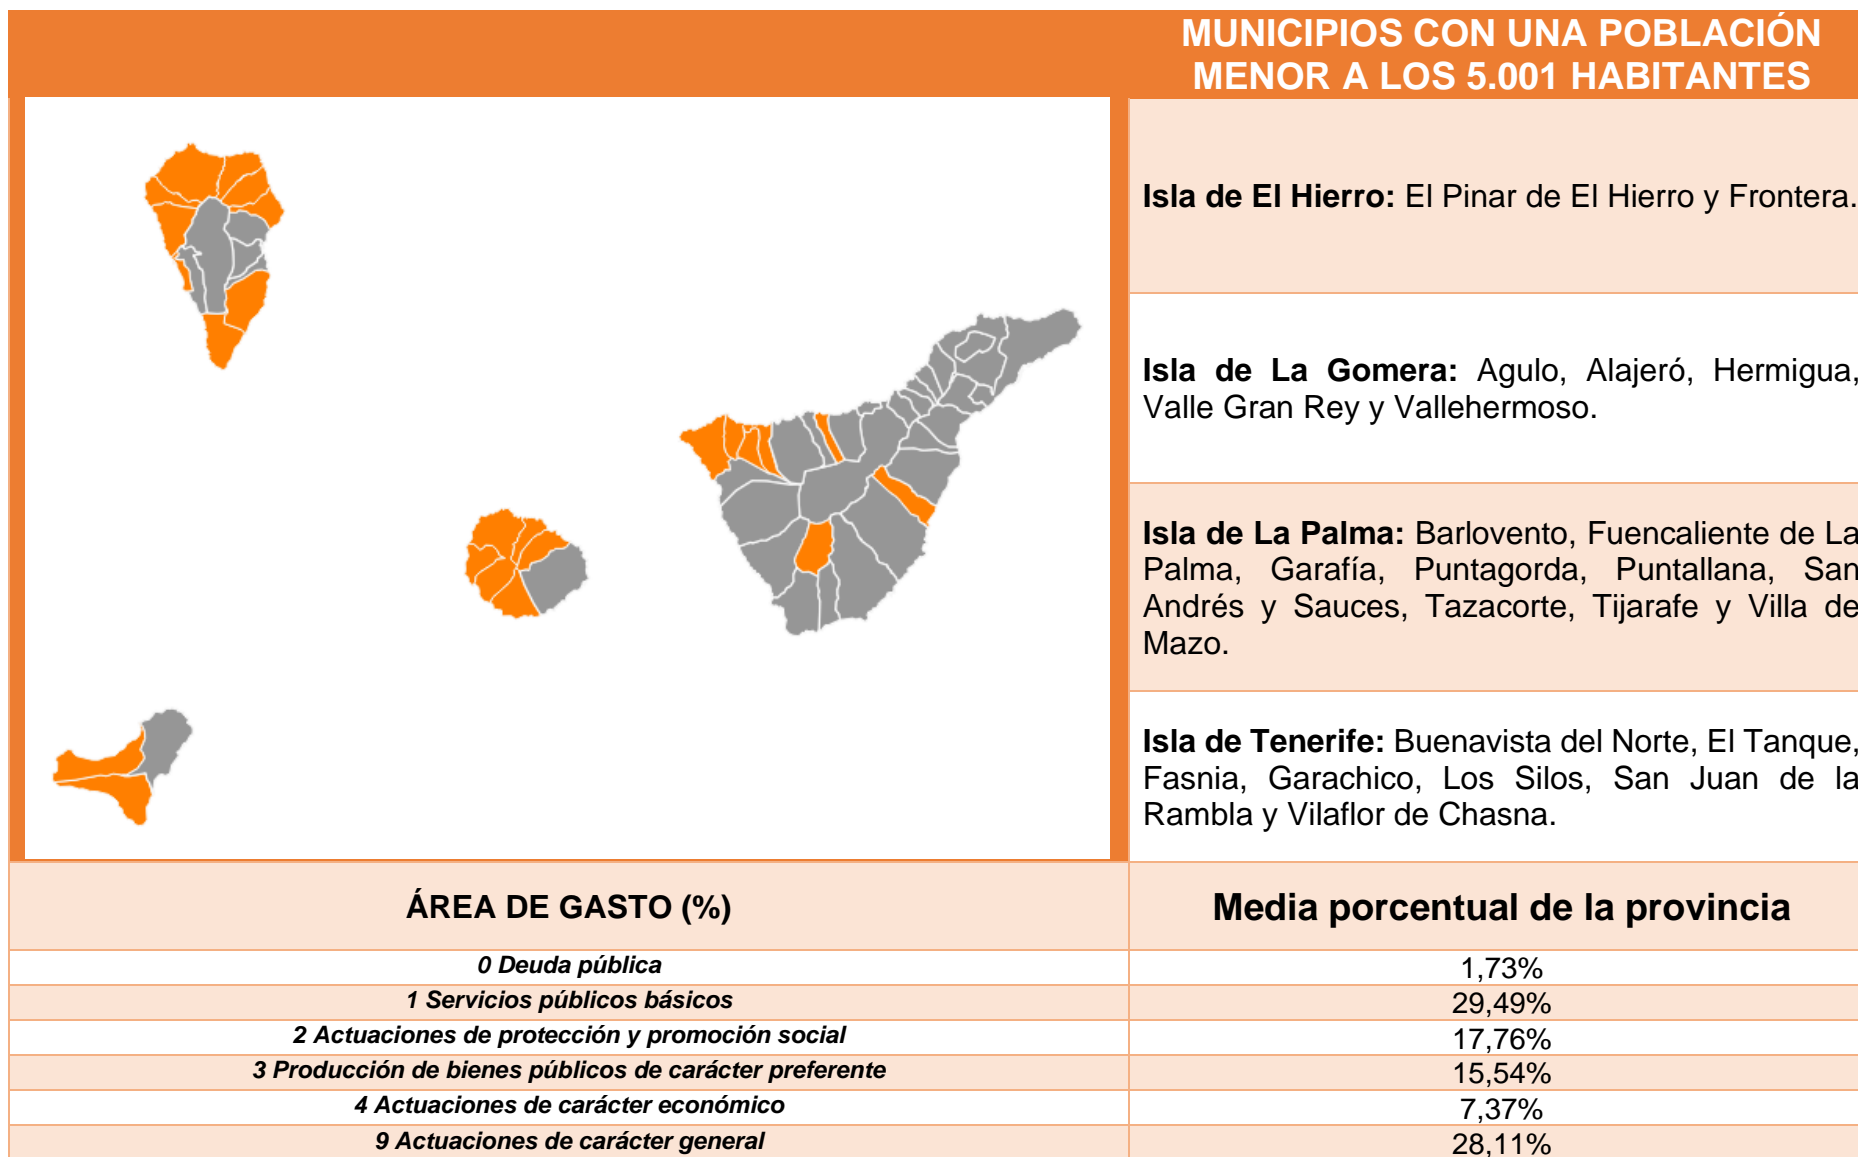 MUNICIPIOS CON UNA POBLACIÓN
MENOR A LOS 5.001 HABITANTES
Isla de El Hierro: El Pinar de El Hierro y Frontera.
Isla de La Gomera: Agulo, Alajeró, Hermigua,
Valle Gran Rey y Vallehermoso.
Isla de La Palma: Barlovento, Fuencaliente de La
Palma, Garafía, Puntagorda, Puntallana, San
Andrés y Sauces, Tazacorte, Tijarafe y Villa de
Mazo.
Isla de Tenerife: Buenavista del Norte, El Tanque,
Fasnia, Garachico, Los Silos, San Juan de la
Rambla y Vilaflor de Chasna.
ÁREA DE GASTO (%)
Media porcentual de la provincia
0 Deuda pública
1,73%
1 Servicios públicos básicos
29,49%
2 Actuaciones de protección y promoción social
17,76%
3 Producción de bienes públicos de carácter preferente
15,54%
4 Actuaciones de carácter económico
7,37%
9 Actuaciones de carácter general
28,11%